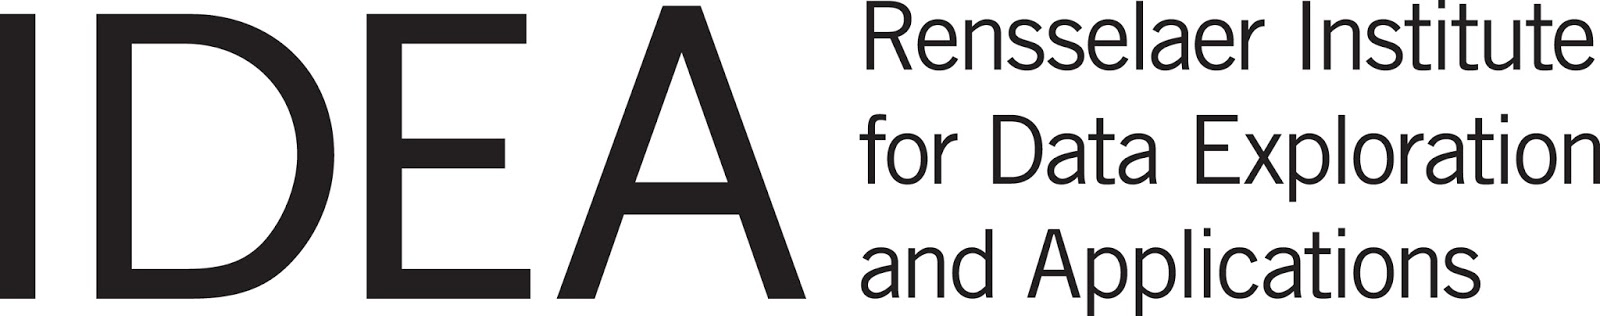 IDEA
Rensselaer Institute
for Data Exploration
and Applications